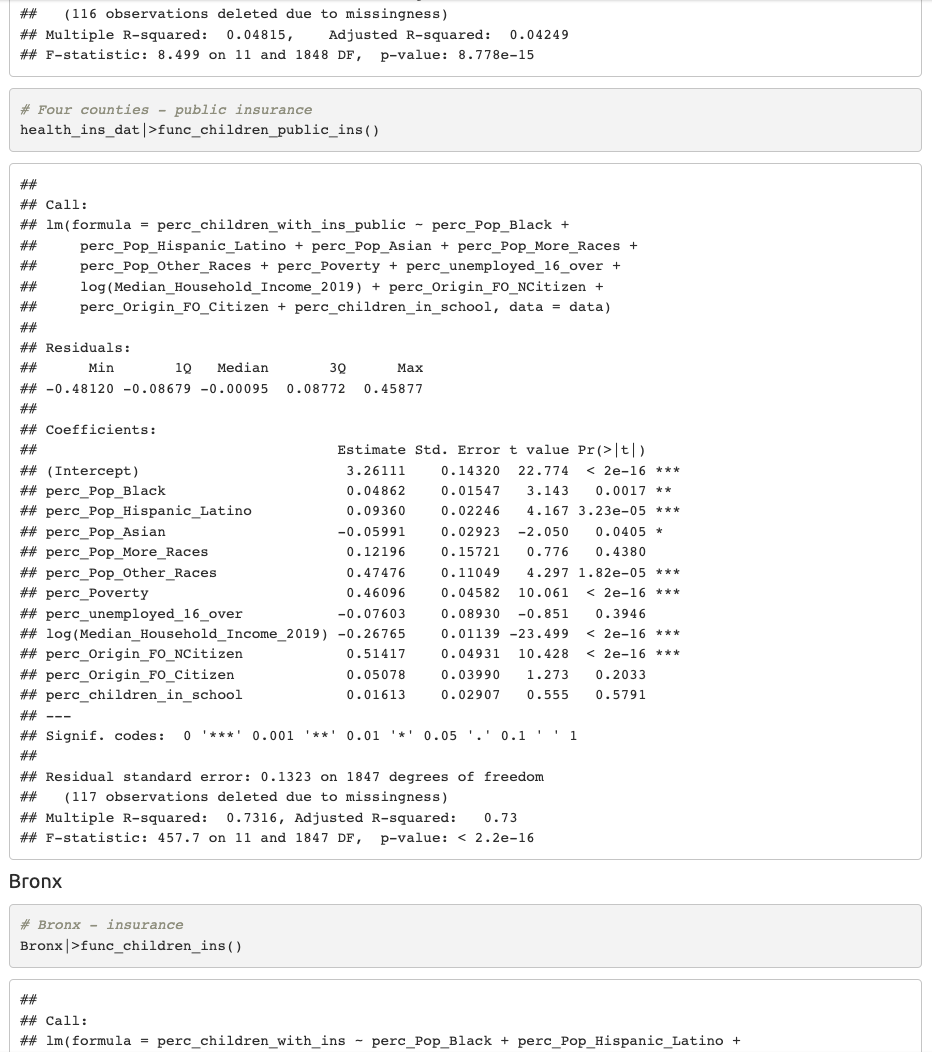 ##   (116 observations deleted due to missingness)
## Multiple R-squared:  0.04815,    Adjusted R-squared:  0.04249
## F-statistic: 8.499 on 11 and 1848 DF,  p-value: 8.778e-15
# Four counties - public insurance
health_ins_dat|>func_children_public_ins()
##
## Call:
## lm(formula = perc_children_with_ins_public ~ perc_Pop_Black +
##     perc_Pop_Hispanic_Latino + perc_Pop_Asian + perc_Pop_More_Races +
##     perc_Pop_Other_Races + perc_Poverty + perc_unemployed_16_over +
##     log(Median_Household_Income_2019) + perc_Origin_FO_NCitizen +
##     perc_Origin_FO_Citizen + perc_children_in_school, data = data)
##
## Residuals:
##      Min       1Q   Median       3Q      Max
## -0.48120 -0.08679 -0.00095  0.08772  0.45877
##
## Coefficients:
##                                   Estimate Std. Error t value Pr(>|t|)
## (Intercept)                        3.26111    0.14320  22.774  < 2e-16 ***
## perc_Pop_Black                     0.04862    0.01547   3.143   0.0017 **
## perc_Pop_Hispanic_Latino           0.09360    0.02246   4.167 3.23e-05 ***
## perc_Pop_Asian                    -0.05991    0.02923  -2.050   0.0405 *
## perc_Pop_More_Races                0.12196    0.15721   0.776   0.4380
## perc_Pop_Other_Races               0.47476    0.11049   4.297 1.82e-05 ***
## perc_Poverty                       0.46096    0.04582  10.061  < 2e-16 ***
## perc_unemployed_16_over           -0.07603    0.08930  -0.851   0.3946
## log(Median_Household_Income_2019) -0.26765    0.01139 -23.499  < 2e-16 ***
## perc_Origin_FO_NCitizen            0.51417    0.04931  10.428  < 2e-16 ***
## perc_Origin_FO_Citizen             0.05078    0.03990   1.273   0.2033
## perc_children_in_school            0.01613    0.02907   0.555   0.5791
## ---
## Signif. codes:  0 '***' 0.001 '**' 0.01 '*' 0.05 '.' 0.1 ' ' 1
##
## Residual standard error: 0.1323 on 1847 degrees of freedom
##   (117 observations deleted due to missingness)
## Multiple R-squared:  0.7316, Adjusted R-squared:   0.73
## F-statistic: 457.7 on 11 and 1847 DF,  p-value: < 2.2e-16
Bronx
# Bronx - insurance
Bronx|>func_children_ins()
##
## Call:
## lm(formula = perc_children_with_ins ~ perc_Pop_Black + perc_Pop_Hispanic_Latino +